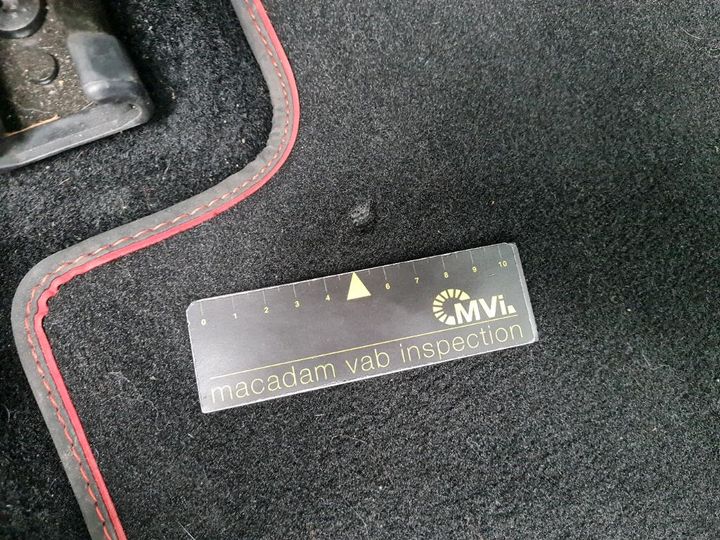 0 1 2 3 4 6 7 8 9 10
MVi.
macadam vab inspection